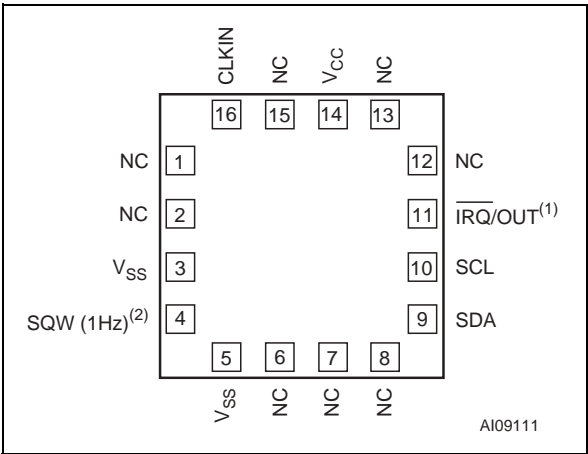 CLKIN NC VCC NC
16 15 14 13
NC 1 12 NC
NC 2 11 IRQ/OUT(1)
VSS 3 10 SCL
SQW (1Hz)(2) 4 9 SDA
5 6 7 8
VSS NC NC NC
AI09111